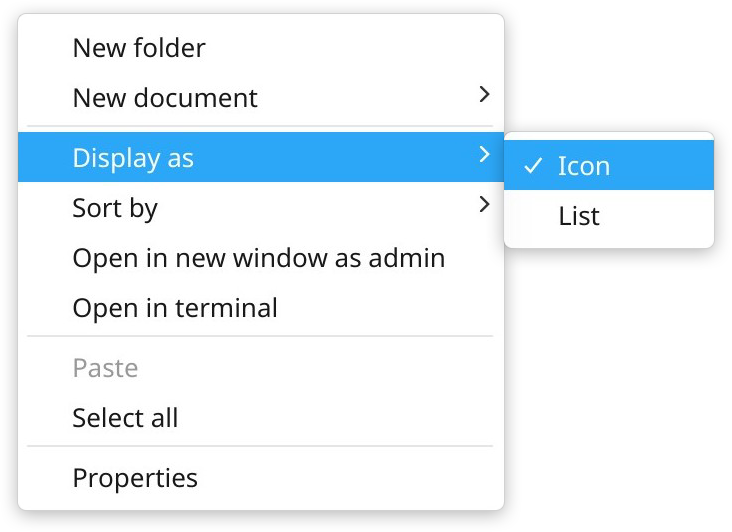 New folder
New document
Display as
Icon
Sort by
List
Open in new window as admin
Open in terminal
Paste
Select all
Properties